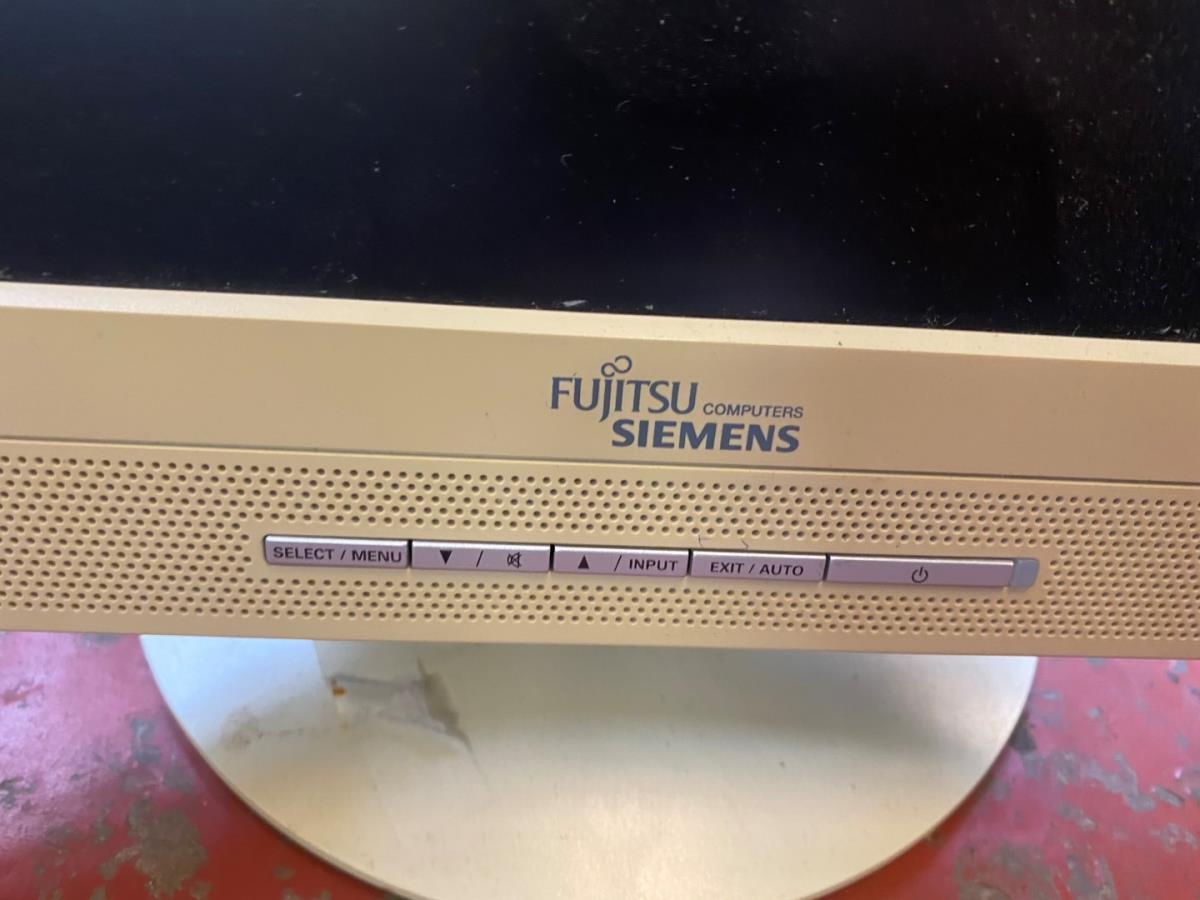 FUJITSU COMPUTERS
SIEMENS
SELECT / MENU ▼ / ▲ / INPUT EXIT / AUTO